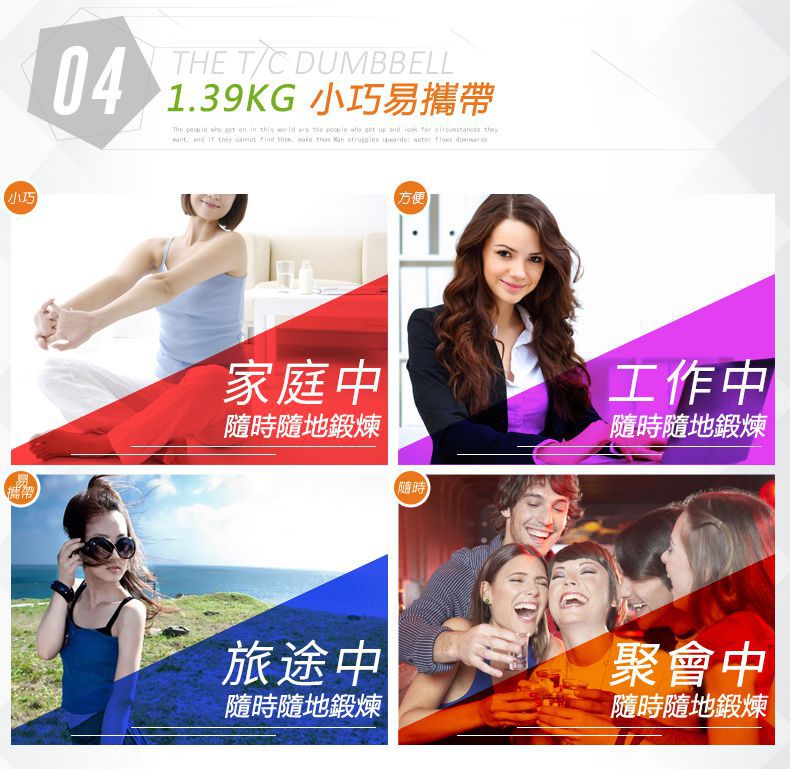 04
THE T/C DUMBBELL
1.39KG 小巧易攜帶
The people who get on in this world are the people who get up and look for circumstances they
want, and if they cannot find them, make them Man struggles upwards; water flows downwards
小巧
家庭中
隨時隨地鍛煉
方便
工作中
隨時隨地鍛煉
易
攜帶
旅途中
隨時隨地鍛煉
隨時
聚會中
隨時隨地鍛煉